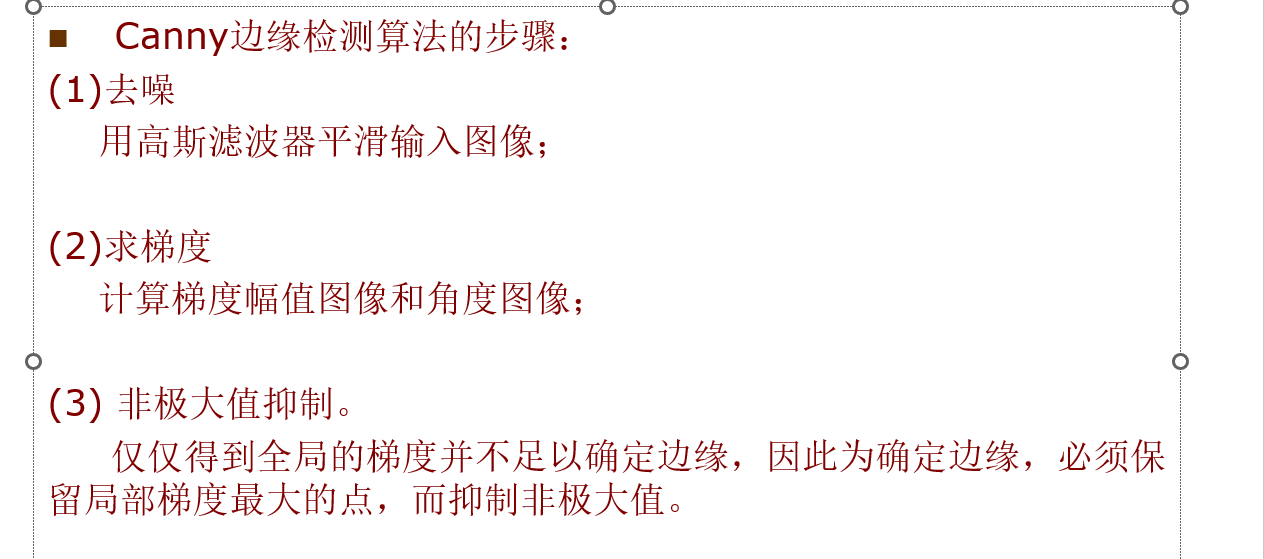 ■ Canny边缘检测算法的步骤：
(1)去噪
用高斯滤波器平滑输入图像；
(2)求梯度
计算梯度幅值图像和角度图像；
(3) 非极大值抑制。
仅仅得到全局的梯度并不足以确定边缘，因此为确定边缘，必须保
留局部梯度最大的点，而抑制非极大值。